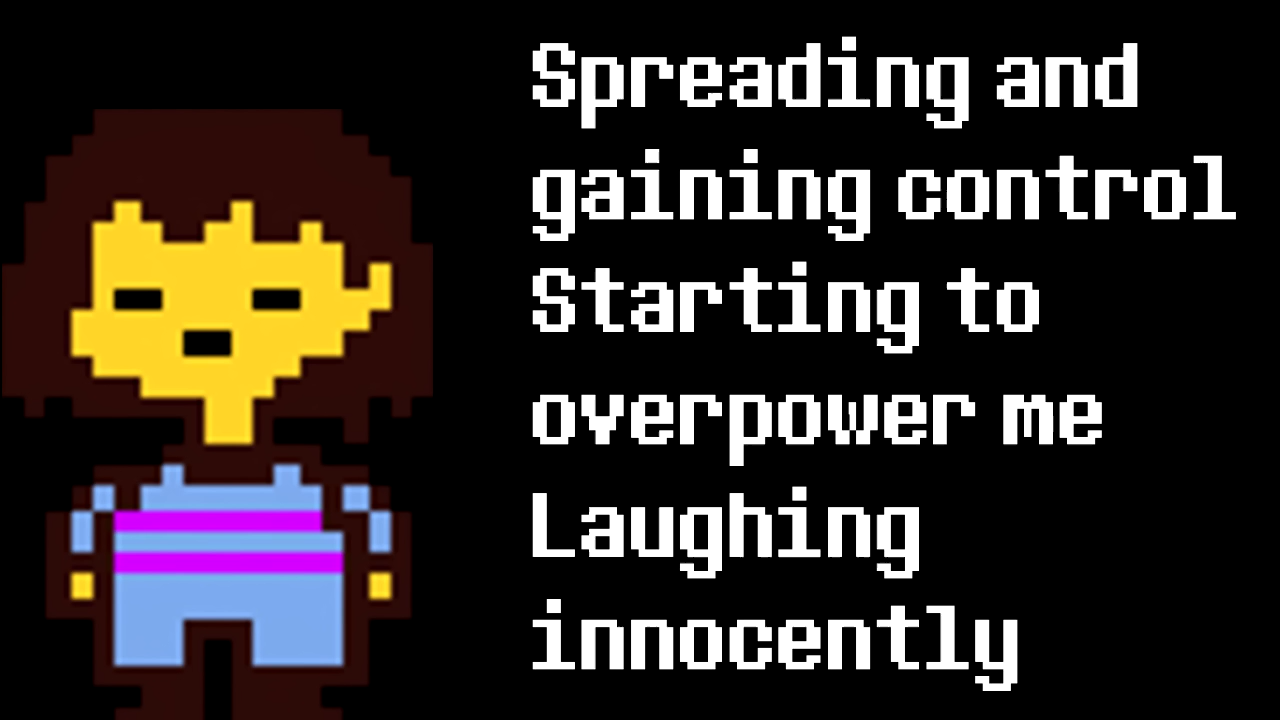 Spreading and
gaining control
Starting to
overpower me
Laughing
innocently